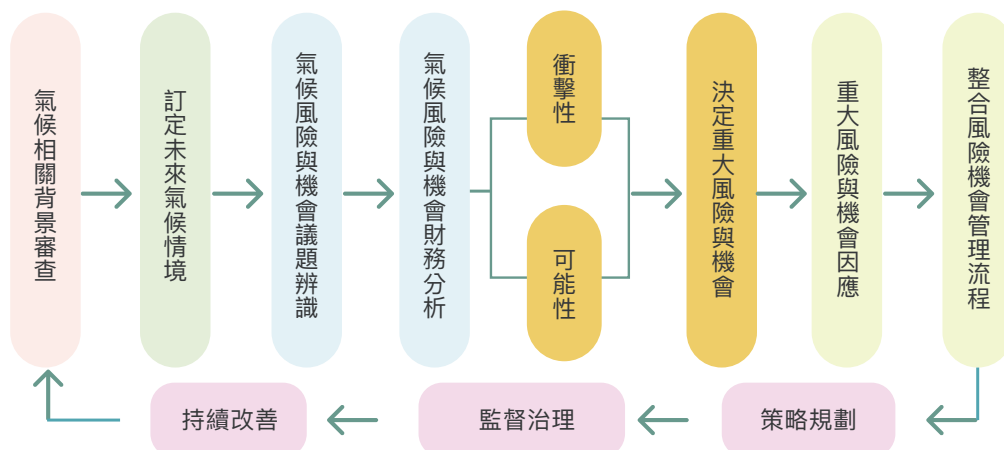 氣候相關背景審查
訂定未來氣候情境
氣候風險與機會議題辨識
氣候風險與機會財務分析
衝擊性
可能性
決定重大風險與機會
重大風險與機會因應
整合風險機會管理流程
策略規劃
監督治理
持續改善